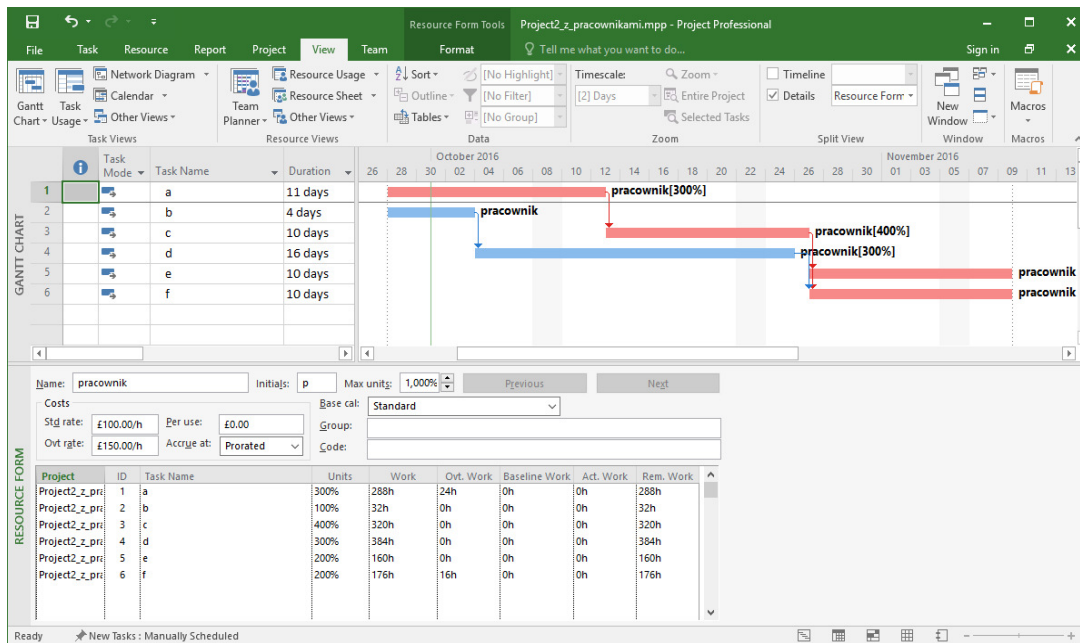 Resource Form Tools Project2_z_pracownikami.mpp - Project Professional
File Task Resource Report Project View Team Format Tell me what you want to do... Sign in
Gantt Chart Task Usage Network Diagram Calendar Other Views Task Views
Team Planner Resource Usage Resource Sheet Other Views Resource Views
Sort Outline Tables [No Highlight] [No Filter] [No Group] Data
Timescale: [2] Days Zoom Entire Project Selected Tasks Zoom
Timeline Details Resource Form Split View
New Window Window
Macros Macros
GANTT CHART
Task Mode Task Name Duration
October 2016 November 2016
26 28 30 02 04 06 08 10 12 14 16 18 20 22 24 26 28 30 01 03 05 07 09 11 13
1 a 11 days pracownik[300%]
2 b 4 days pracownik
3 c 10 days pracownik[400%]
4 d 16 days pracownik[300%]
5 e 10 days pracownik
6 f 10 days pracownik
RESOURCE FORM
Name: pracownik Initials: p Max units: 1,000% Previous Next
Costs Base cal: Standard
Std rate: £100.00/h Per use: £0.00 Group:
Ovt rate: £150.00/h Accrue at: Prorated Code:
Project ID Task Name Units Work Ovt. Work Baseline Work Act. Work Rem. Work
Project2_z_pra 1 a 300% 288h 24h 0h 0h 288h
Project2_z_pra 2 b 100% 32h 0h 0h 0h 32h
Project2_z_pra 3 c 400% 320h 0h 0h 0h 320h
Project2_z_pra 4 d 300% 384h 0h 0h 0h 384h
Project2_z_pra 5 e 200% 160h 0h 0h 0h 160h
Project2_z_pra 6 f 200% 176h 16h 0h 0h 176h
Ready New Tasks : Manually Scheduled